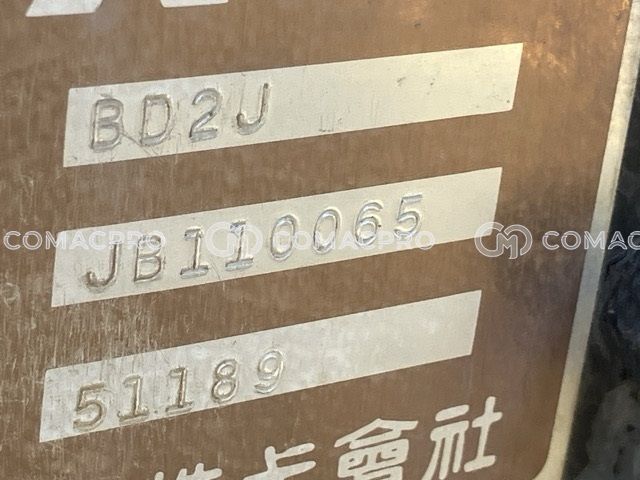 BD2J
JB110065
COMACPRO COMACPRO COMAC
51189
會社